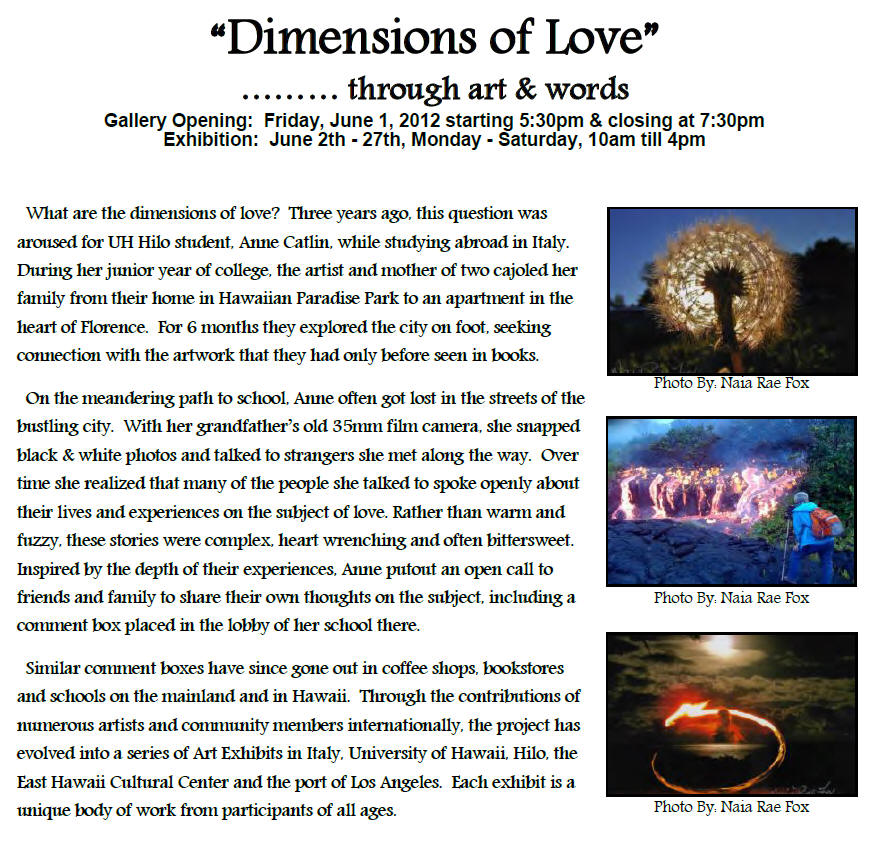 “Dimensions of Love”
……… through art & words
Gallery Opening: Friday, June 1, 2012 starting 5:30pm & closing at 7:30pm
Exhibition: June 2th - 27th, Monday - Saturday, 10am till 4pm
What are the dimensions of love? Three years ago, this question was
aroused for UH Hilo student, Anne Catlin, while studying abroad in Italy.
During her junior year of college, the artist and mother of two cajoled her
family from their home in Hawaiian Paradise Park to an apartment in the
heart of Florence. For 6 months they explored the city on foot, seeking
connection with the artwork that they had only before seen in books.
On the meandering path to school, Anne often got lost in the streets of the
bustling city. With her grandfather’s old 35mm film camera, she snapped
black & white photos and talked to strangers she met along the way. Over
time she realized that many of the people she talked to spoke openly about
their lives and experiences on the subject of love. Rather than warm and
fuzzy, these stories were complex, heart wrenching and often bittersweet.
Inspired by the depth of their experiences, Anne putout an open call to
friends and family to share their own thoughts on the subject, including a
comment box placed in the lobby of her school there.
Similar comment boxes have since gone out in coffee shops, bookstores
and schools on the mainland and in Hawaii. Through the contributions of
numerous artists and community members internationally, the project has
evolved into a series of Art Exhibits in Italy, University of Hawaii, Hilo, the
East Hawaii Cultural Center and the port of Los Angeles. Each exhibit is a
unique body of work from participants of all ages.
Photo By: Naia Rae Fox
Photo By: Naia Rae Fox
Photo By: Naia Rae Fox